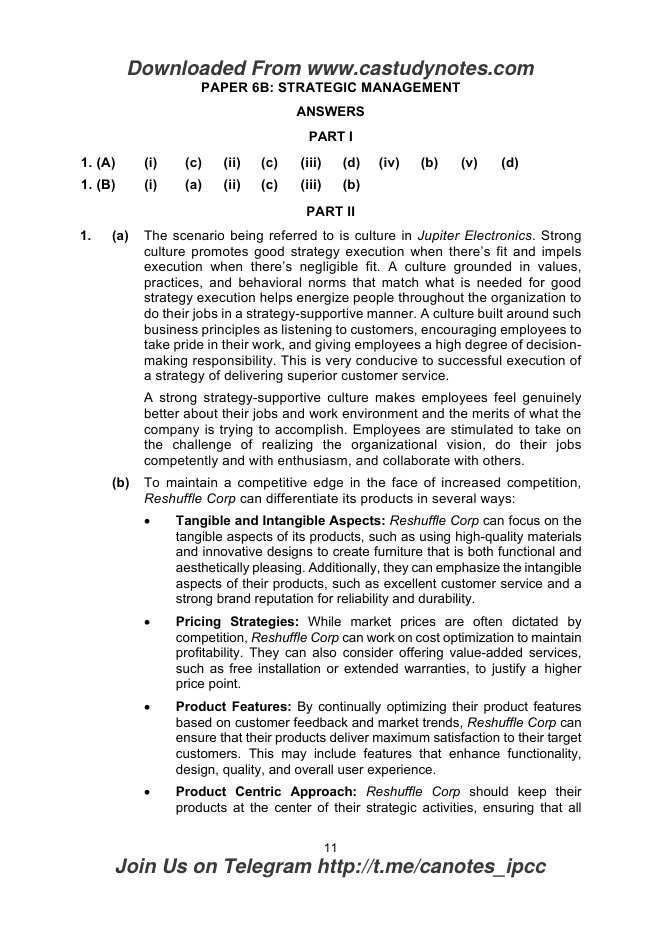 Downloaded From www.castudynotes.com
PAPER 6B: STRATEGIC MANAGEMENT
ANSWERS
PART I
1. (A) (i) (c) (ii) (c) (iii) (d) (iv) (b) (v) (d)
1. (B) (i) (a) (ii) (c) (iii) (b)
PART II
1. (a) The scenario being referred to is culture in Jupiter Electronics. Strong
culture promotes good strategy execution when there's fit and impels
execution when there's negligible fit. A culture grounded in values,
practices, and behavioral norms that match what is needed for good
strategy execution helps energize people throughout the organization to
do their jobs in a strategy-supportive manner. A culture built around such
business principles as listening to customers, encouraging employees to
take pride in their work, and giving employees a high degree of decision-
making responsibility. This is very conducive to successful execution of
a strategy of delivering superior customer service.
A strong strategy-supportive culture makes employees feel genuinely
better about their jobs and work environment and the merits of what the
company is trying to accomplish. Employees are stimulated to take on
the challenge of realizing the organizational vision, do their jobs
competently and with enthusiasm, and collaborate with others.
(b) To maintain a competitive edge in the face of increased competition,
Reshuffle Corp can differentiate its products in several ways:
• Tangible and Intangible Aspects: Reshuffle Corp can focus on the
tangible aspects of its products, such as using high-quality materials
and innovative designs to create furniture that is both functional and
aesthetically pleasing. Additionally, they can emphasize the intangible
aspects of their products, such as excellent customer service and a
strong brand reputation for reliability and durability.
• Pricing Strategies: While market prices are often dictated by
competition, Reshuffle Corp can work on cost optimization to maintain
profitability. They can also consider offering value-added services,
such as free installation or extended warranties, to justify a higher
price point.
• Product Features: By continually optimizing their product features
based on customer feedback and market trends, Reshuffle Corp can
ensure that their products deliver maximum satisfaction to their target
customers. This may include features that enhance functionality,
design, quality, and overall user experience.
• Product Centric Approach: Reshuffle Corp should keep their
products at the center of their strategic activities, ensuring that all
11
Join Us on Telegram http://t.me/canotes_ipcc